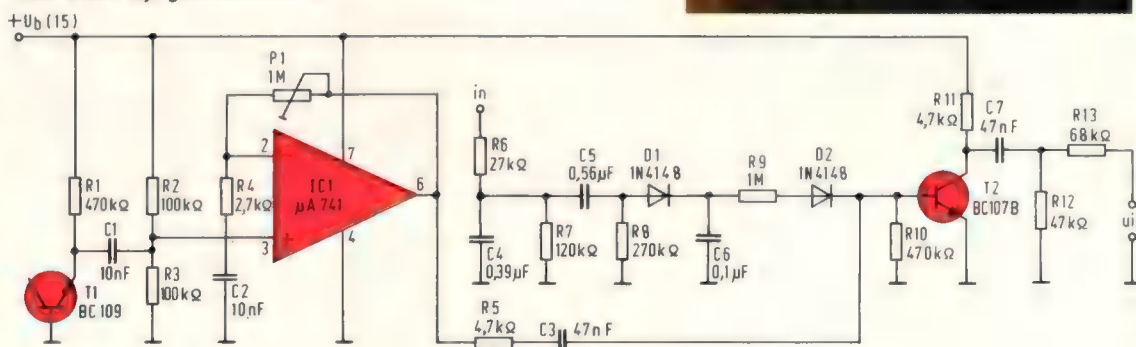 +Ub (15)
P1
1M
in
R6
27kΩ
R1
470kΩ
R2
100kΩ
2
R4
2,7kΩ
7
IC1
µA 741
6
3
4
C1
10nF
T1
BC 109
R3
100kΩ
C2
10nF
C5
0,56µF
D1
1N4148
R9
1M
D2
1N4148
C4
0,39µF
R7
120kΩ
R8
270kΩ
C6
0,1µF
R5
4,7kΩ
C3
47nF
R11
4,7kΩ
C7
47nF
R13
68kΩ
T2
BC107B
R10
470kΩ
R12
47kΩ